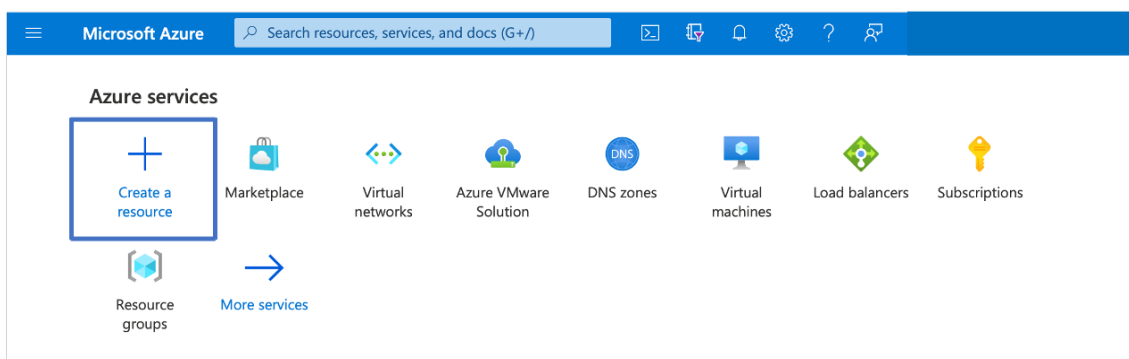 Microsoft Azure
Search resources, services, and docs (G+/)
Azure services
Create a
resource
Marketplace
Virtual
networks
Azure VMware
Solution
DNS
DNS zones
Virtual
machines
Load balancers
Subscriptions
Resource
groups
More services